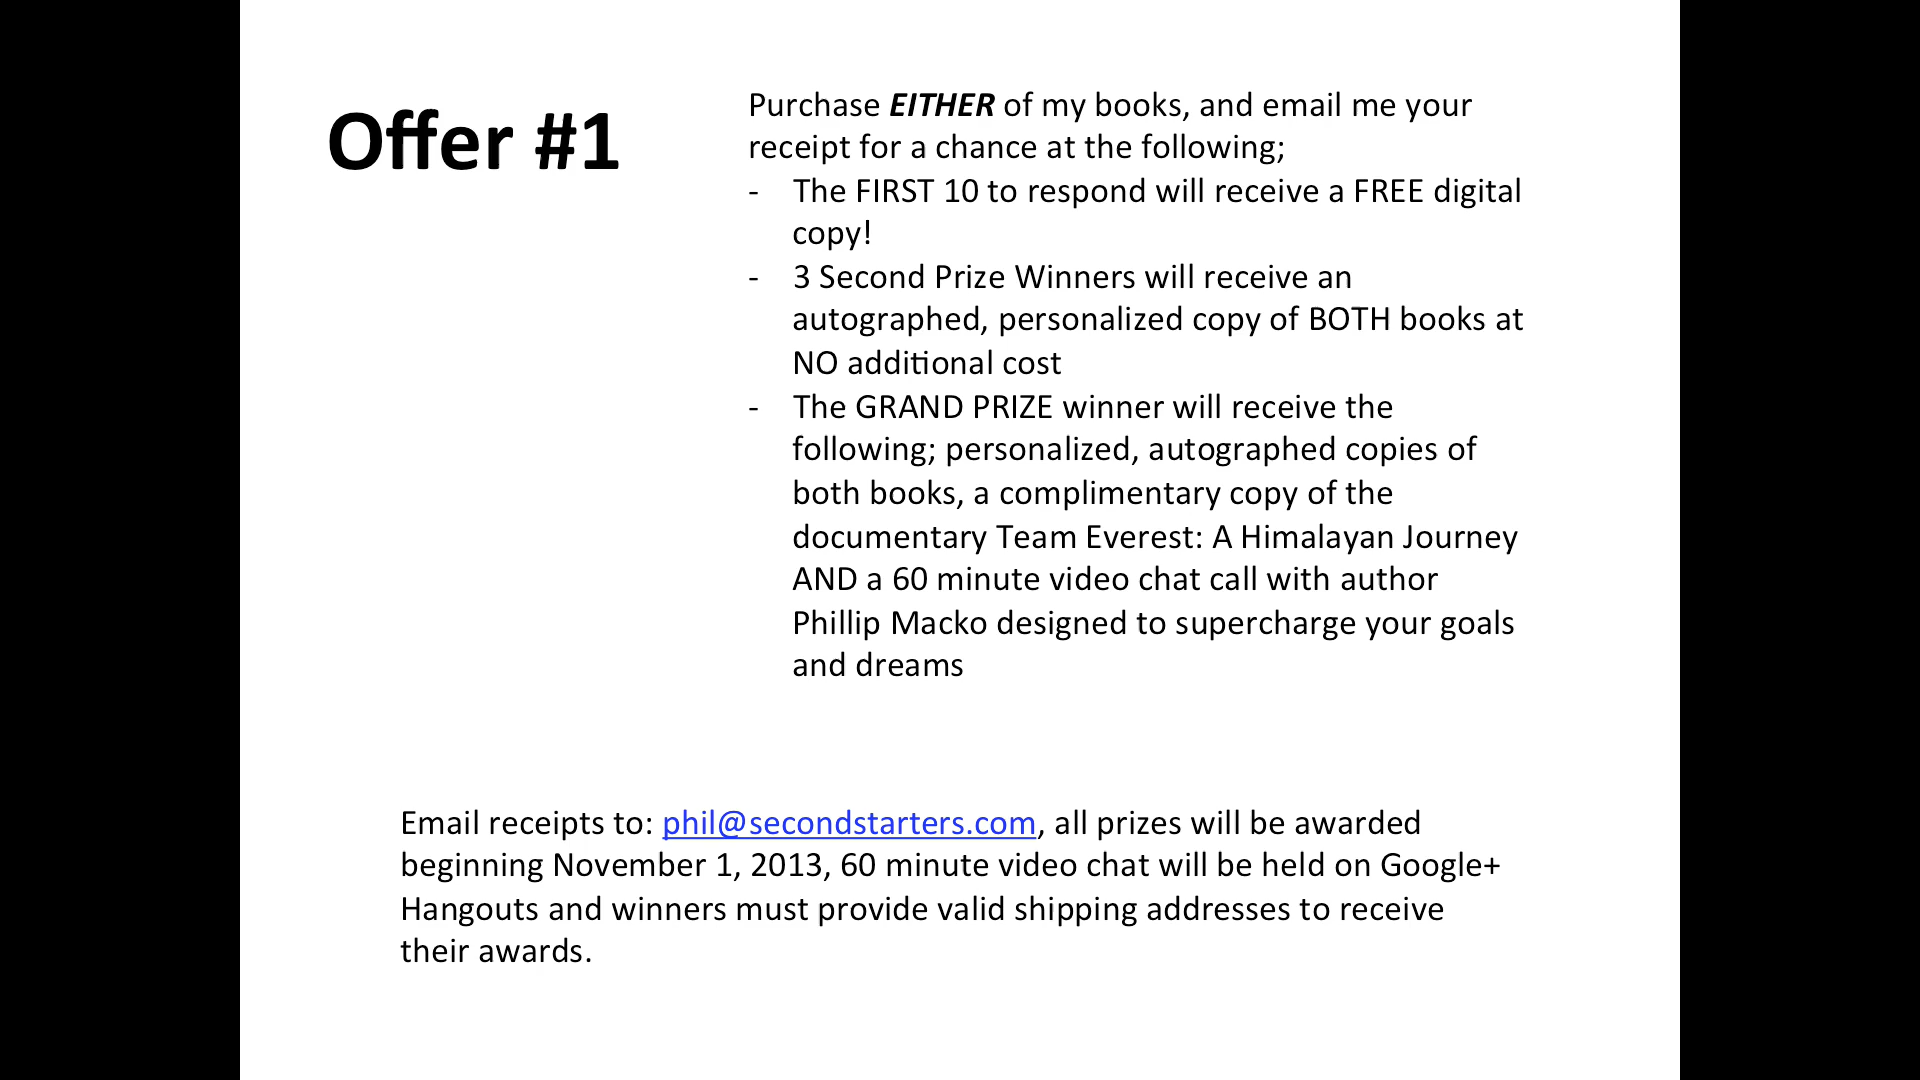 Offer #1
Purchase EITHER of my books, and email me your
receipt for a chance at the following;
- The FIRST 10 to respond will receive a FREE digital
copy!
- 3 Second Prize Winners will receive an
autographed, personalized copy of BOTH books at
NO additional cost
- The GRAND PRIZE winner will receive the
following; personalized, autographed copies of
both books, a complimentary copy of the
documentary Team Everest: A Himalayan Journey
AND a 60 minute video chat call with author
Phillip Macko designed to supercharge your goals
and dreams
Email receipts to: phil@secondstarters.com, all prizes will be awarded
beginning November 1, 2013, 60 minute video chat will be held on Google+
Hangouts and winners must provide valid shipping addresses to receive
their awards.